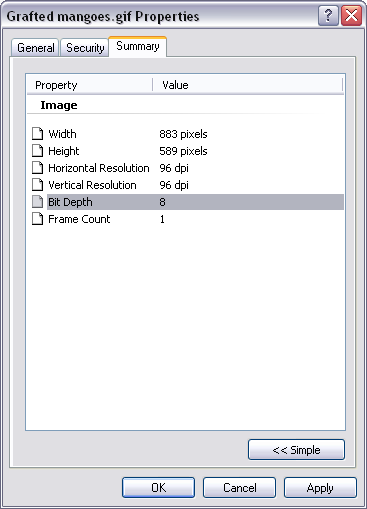 Grafted mangoes.gif Properties
General Security Summary
Property Value
Image
Width 883 pixels
Height 589 pixels
Horizontal Resolution 96 dpi
Vertical Resolution 96 dpi
Bit Depth 8
Frame Count 1
<< Simple
OK Cancel Apply